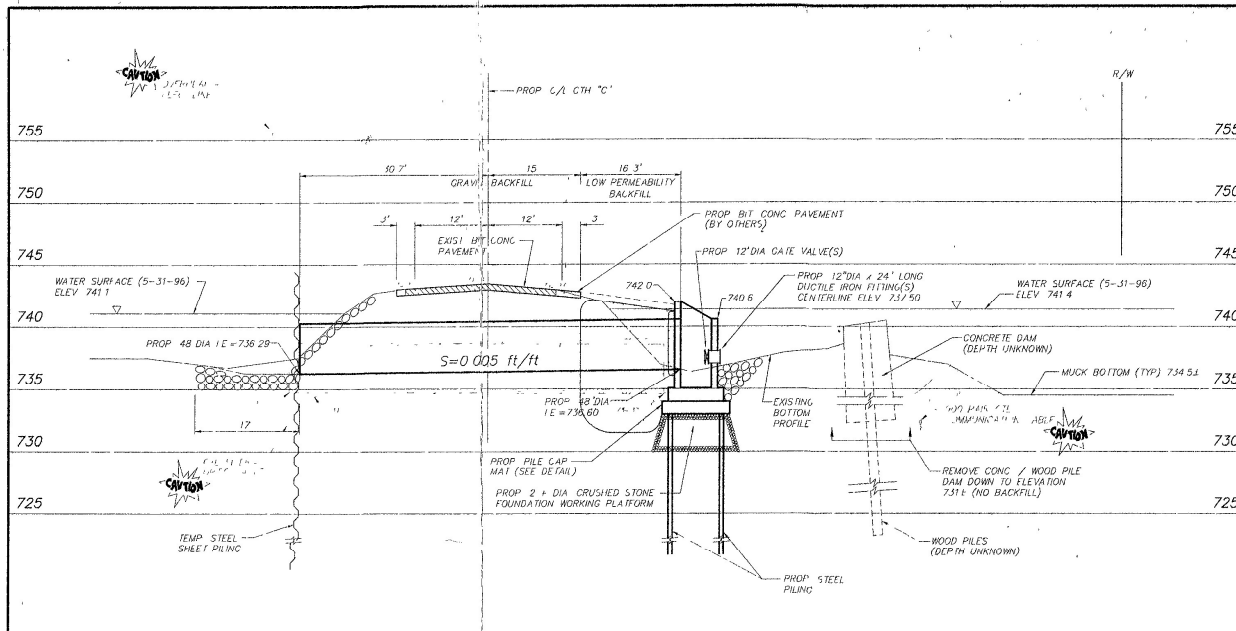 CAUTION
R/W
PROP C/L CTH "C"
755
755
30 7'
15
16 3'
GRAVEL BACKFILL
LOW PERMEABILITY
BACKFILL
750
750
3'
12'
12'
3
PROP BIT CONC PAVEMENT
(BY OTHERS)
EXIST BIT CONC
PAVEMENT
PROP 12" DIA GATE VALVE(S)
745
745
WATER SURFACE (5-31-96)
ELEV 741 1
742 0
740 6
PROP 12" DIA x 24' LONG
DUCTILE IRON FITTING(S)
CENTERLINE ELEV 737 50
WATER SURFACE (5-31-96)
ELEV 741 4
740
740
PROP 48 DIA I E = 736.29
S=0 005 ft/ft
CONCRETE DAM
(DEPTH UNKNOWN)
MUCK BOTTOM (TYP) 734 5±
735
735
PROP 48" DIA
I E = 736.60
EXISTING
BOTTOM
PROFILE
17
CAUTION
730
730
PROP PILE CAP
MAT (SEE DETAIL)
REMOVE CONC / WOOD PILE
DAM DOWN TO ELEVATION
(NO BACKFILL)
CAUTION
PROP 2 DIA CRUSHED STONE
FOUNDATION WORKING PLATFORM
725
725
TEMP STEEL
SHEET PILING
WOOD PILES
(DEPTH UNKNOWN)
PROP STEEL
PILING